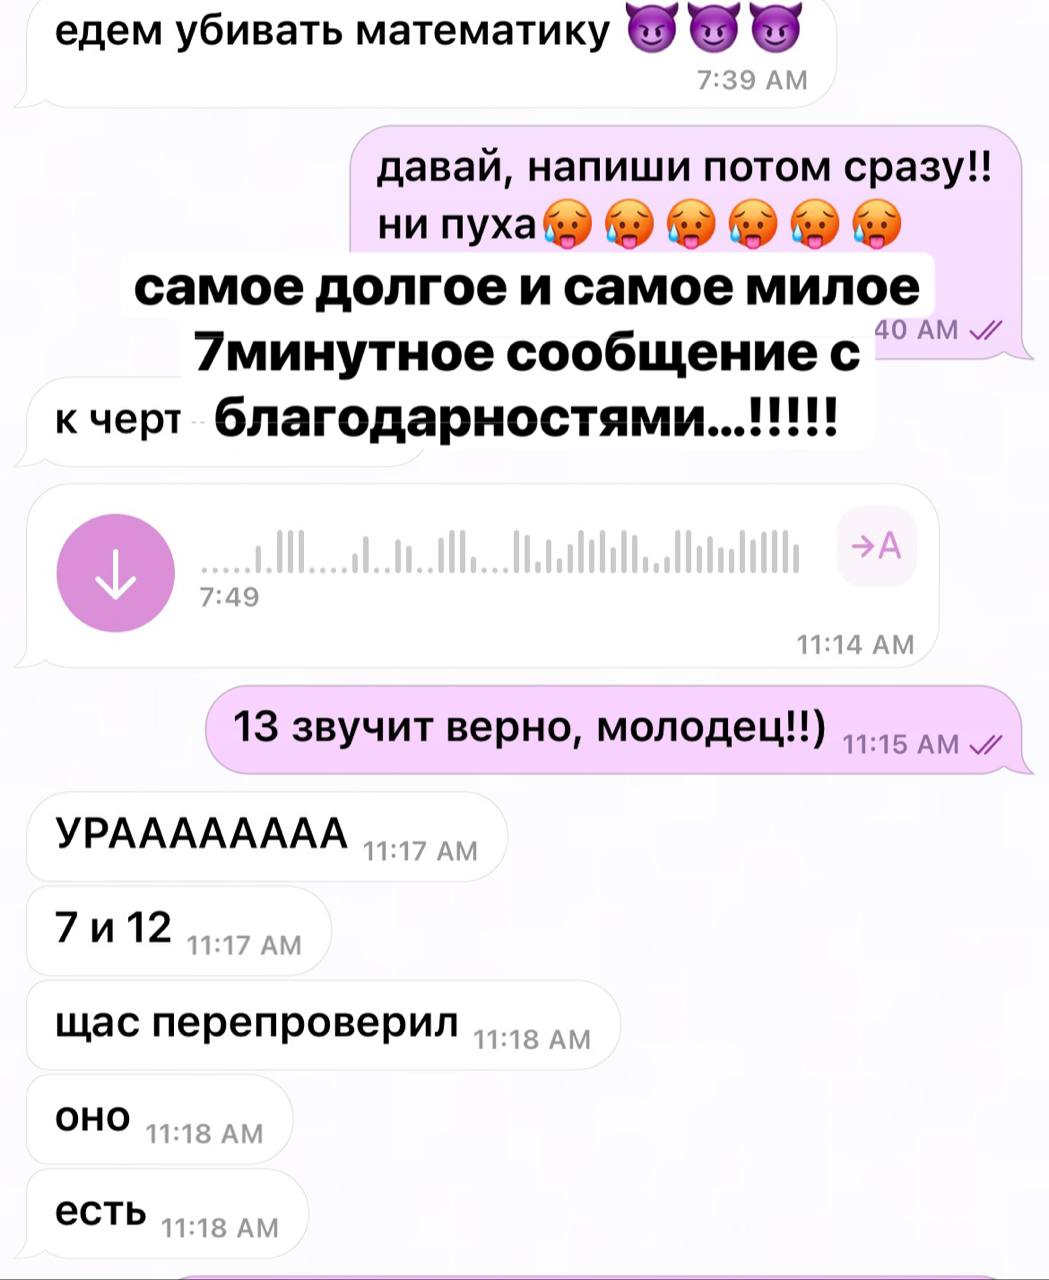 едем убивать математику 😈😈😈
7:39 AM
давай, напиши потом сразу!!
ни пуха🥵🥵🥵🥵🥵🥵
самое долгое и самое милое
40 AM
7минутное сообщение с
к черт
благодарностями...!!!!!
→A
7:49
11:14 AM
13 звучит верно, молодец!!) 11:15 AM
УРАААААААА 11:17 AM
7 и 12 11:17 AM
щас перепроверил 11:18 AM
оно 11:18 AM
есть 11:18 AM